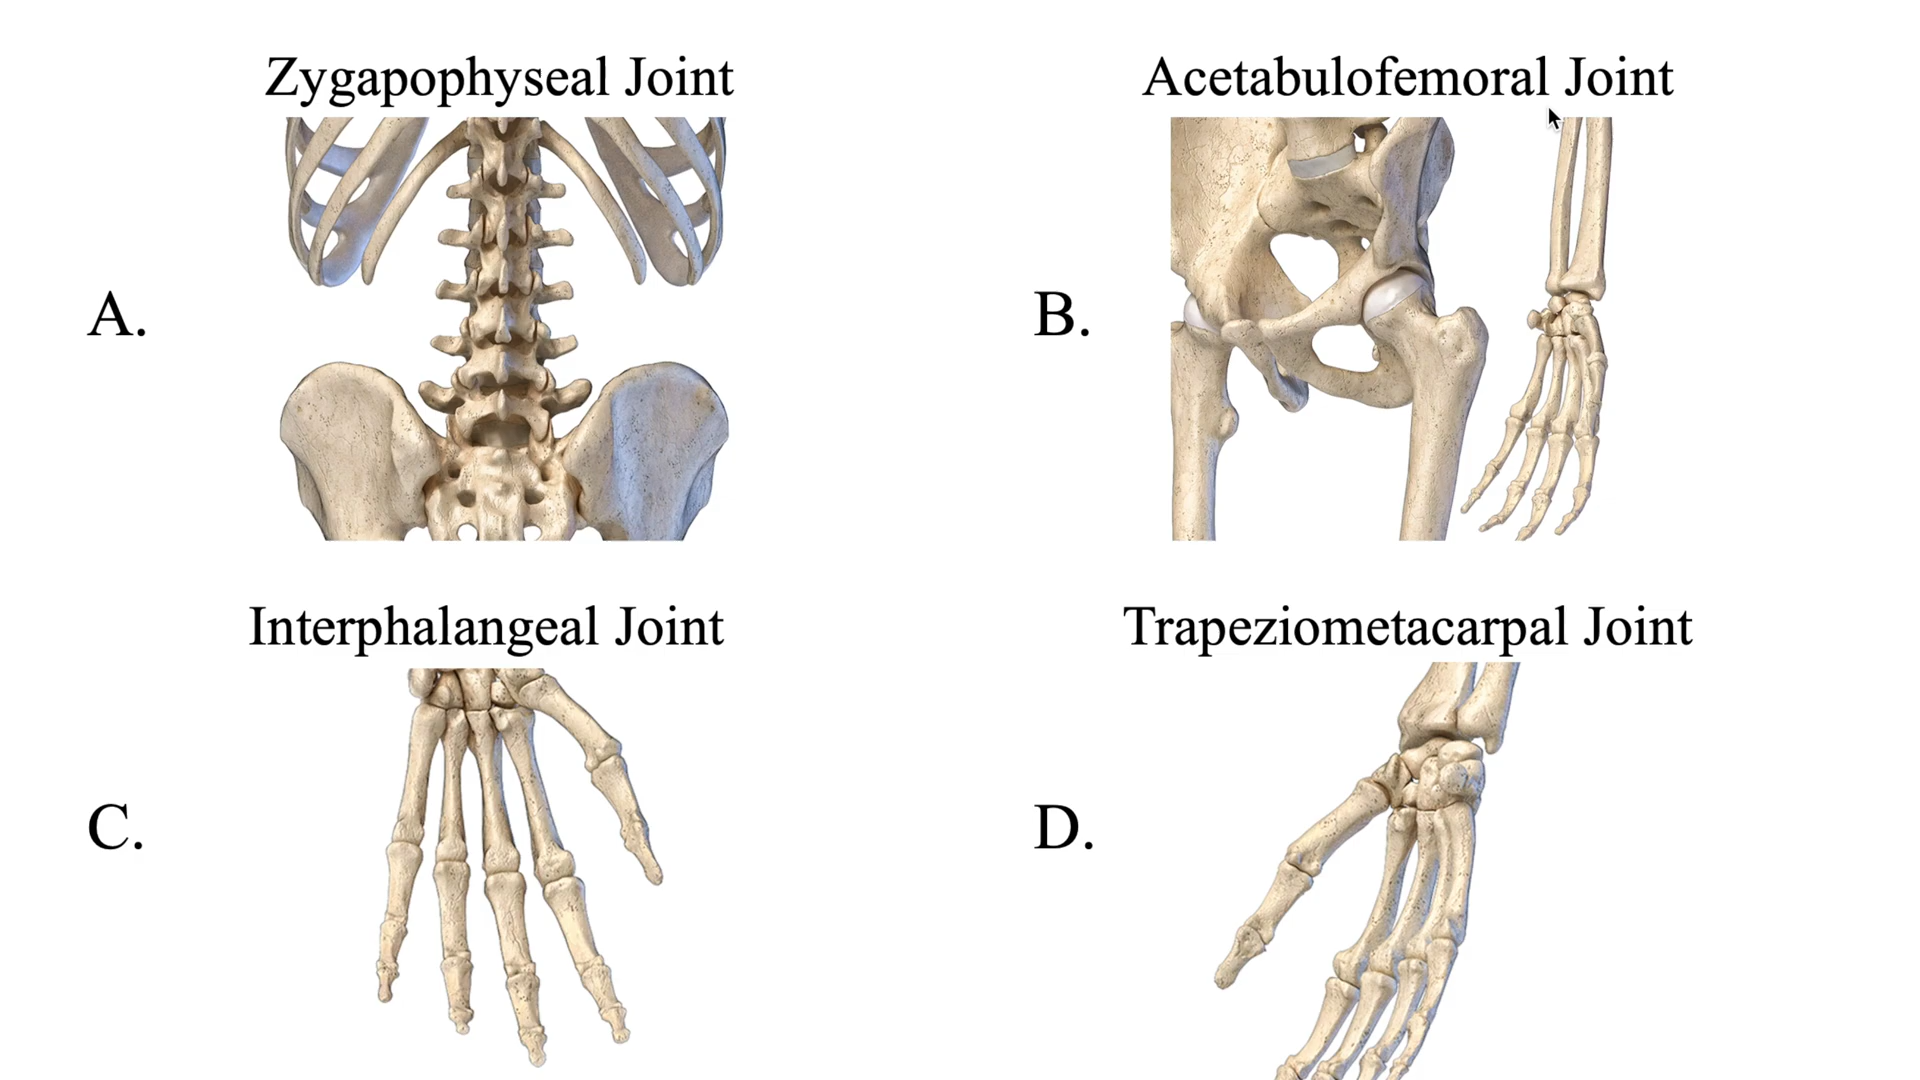 Zygapophyseal Joint
Acetabulofemoral Joint
A.
B.
Interphalangeal Joint
Trapeziometacarpal Joint
C.
D.